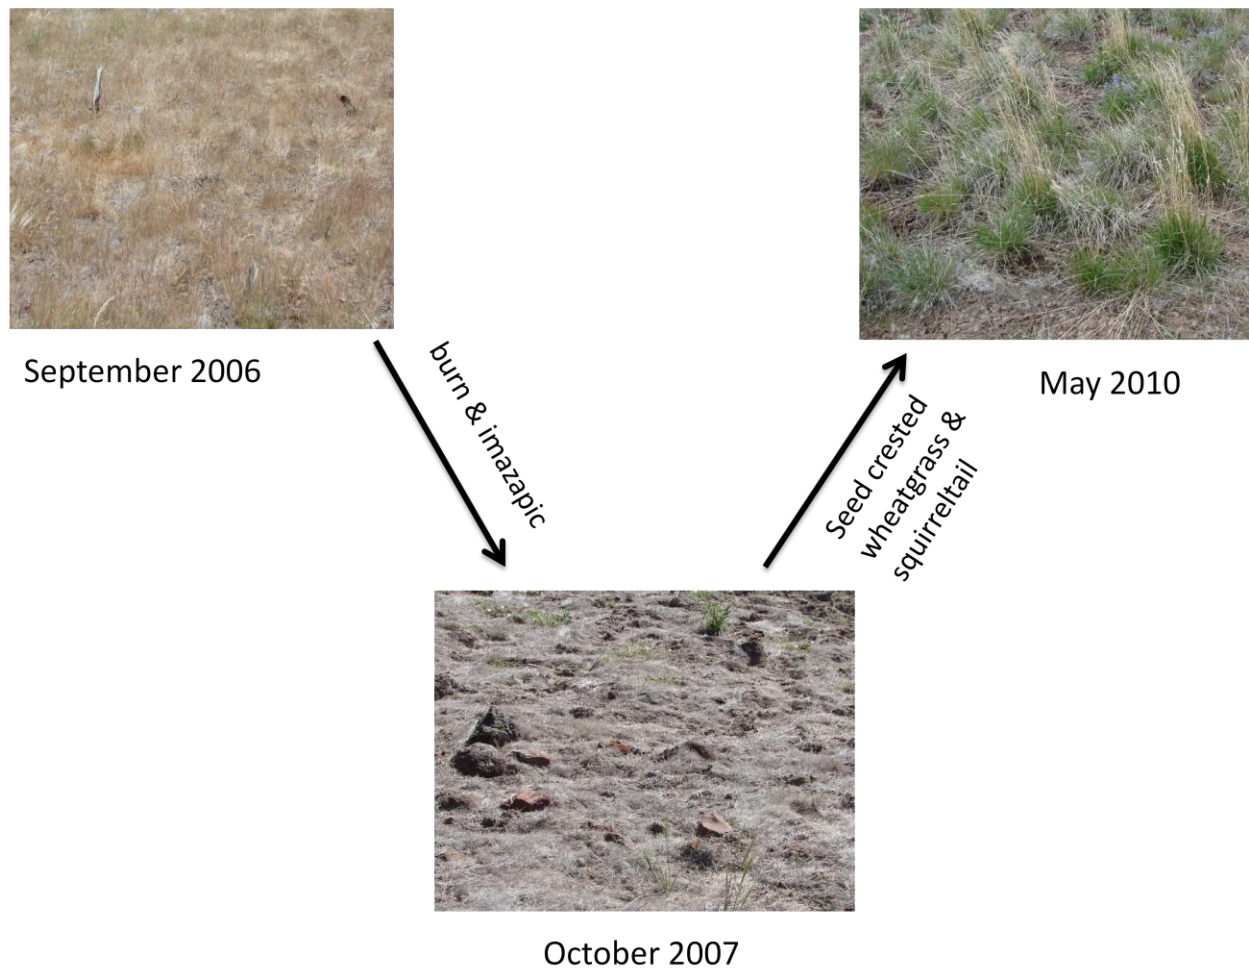 September 2006
burn & imazapic
October 2007
Seed crested
wheatgrass &
squirreltail
May 2010